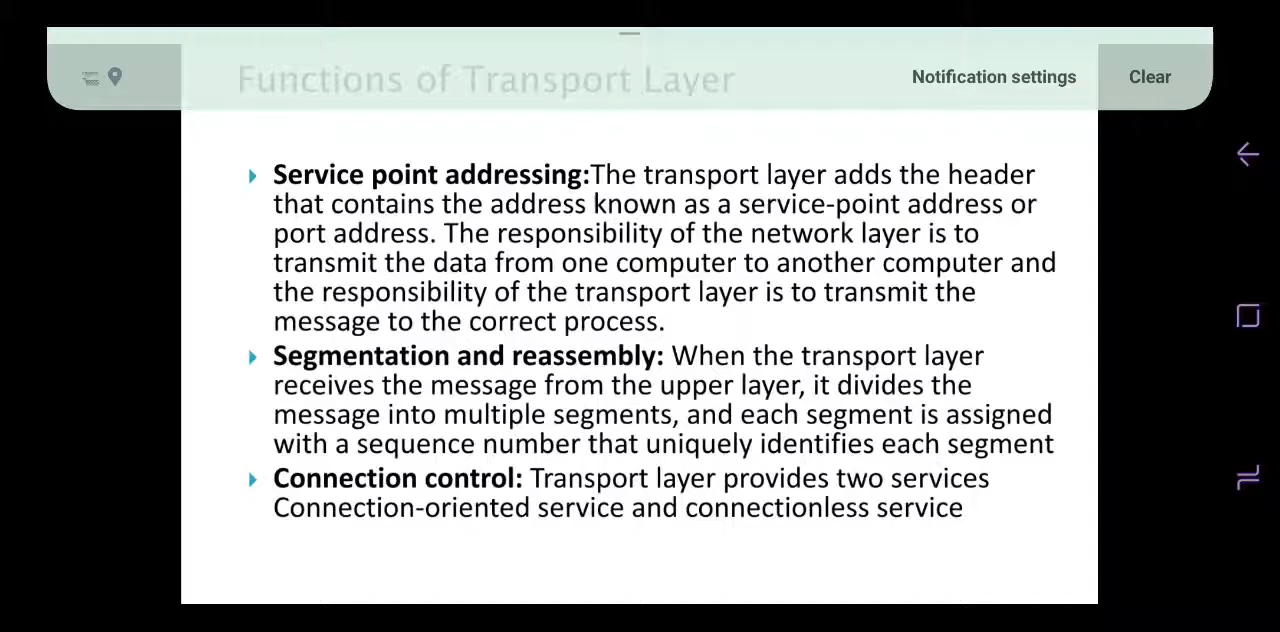 Functions of Transport Layer
Notification settings
Clear
Service point addressing:The transport layer adds the header
that contains the address known as a service-point address or
port address. The responsibility of the network layer is to
transmit the data from one computer to another computer and
the responsibility of the transport layer is to transmit the
message to the correct process.
Segmentation and reassembly: When the transport layer
receives the message from the upper layer, it divides the
message into multiple segments, and each segment is assigned
with a sequence number that uniquely identifies each segment
Connection control: Transport layer provides two services
Connection-oriented service and connectionless service